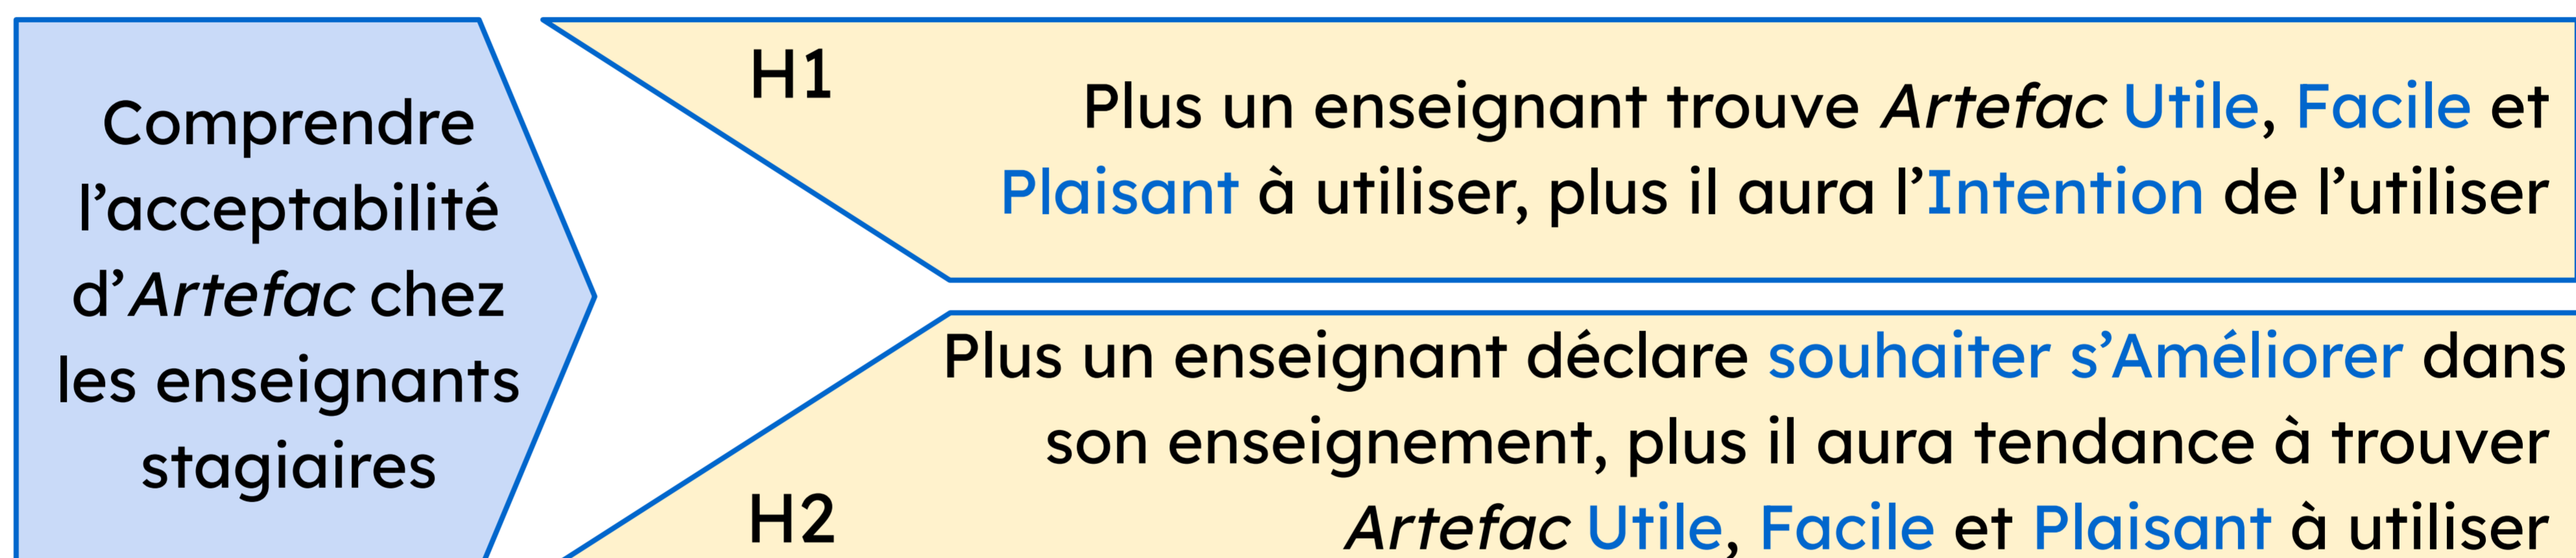 Comprendre
l’acceptabilité
d’Artefac chez
les enseignants
stagiaires
H1
Plus un enseignant trouve Artefac Utile, Facile et
Plaisant à utiliser, plus il aura l’Intention de l’utiliser
Plus un enseignant déclare souhaiter s’Améliorer dans
son enseignement, plus il aura tendance à trouver
Artefac Utile, Facile et Plaisant à utiliser
H2